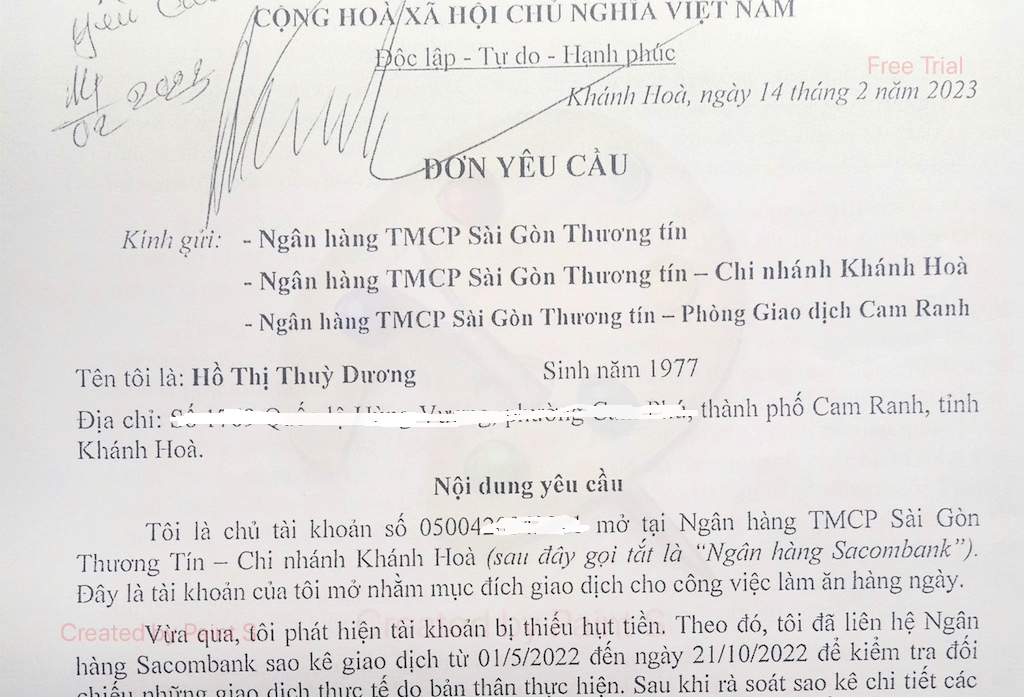 CỘNG HOÀ XÃ HỘI CHỦ NGHĨA VIỆT NAM
Độc lập - Tự do - Hạnh phúc
Free Trial
Khánh Hoà, ngày 14 tháng 2 năm 2023
14/02 2023
ĐƠN YÊU CẦU
Kính gửi: - Ngân hàng TMCP Sài Gòn Thương tín
- Ngân hàng TMCP Sài Gòn Thương tín – Chi nhánh Khánh Hoà
- Ngân hàng TMCP Sài Gòn Thương tín – Phòng Giao dịch Cam Ranh
Tên tôi là: Hồ Thị Thuỳ Dương Sinh năm 1977
Địa chỉ: thành phố Cam Ranh, tỉnh
Khánh Hoà.
Nội dung yêu cầu
Tôi là chủ tài khoản số 05004 mở tại Ngân hàng TMCP Sài Gòn
Thương Tín – Chi nhánh Khánh Hoà (sau đây gọi tắt là “Ngân hàng Sacombank”).
Đây là tài khoản của tôi mở nhằm mục đích giao dịch cho công việc làm ăn hàng ngày.
Created by Paint S
Vừa qua, tôi phát hiện tài khoản bị thiếu hụt tiền. Theo đó, tôi đã liên hệ Ngân
hàng Sacombank sao kê giao dịch từ 01/5/2022 đến ngày 21/10/2022 để kiểm tra đối
chiếu những giao dịch thực tế do bản thân thực hiện. Sau khi rà soát sao kê chi tiết các